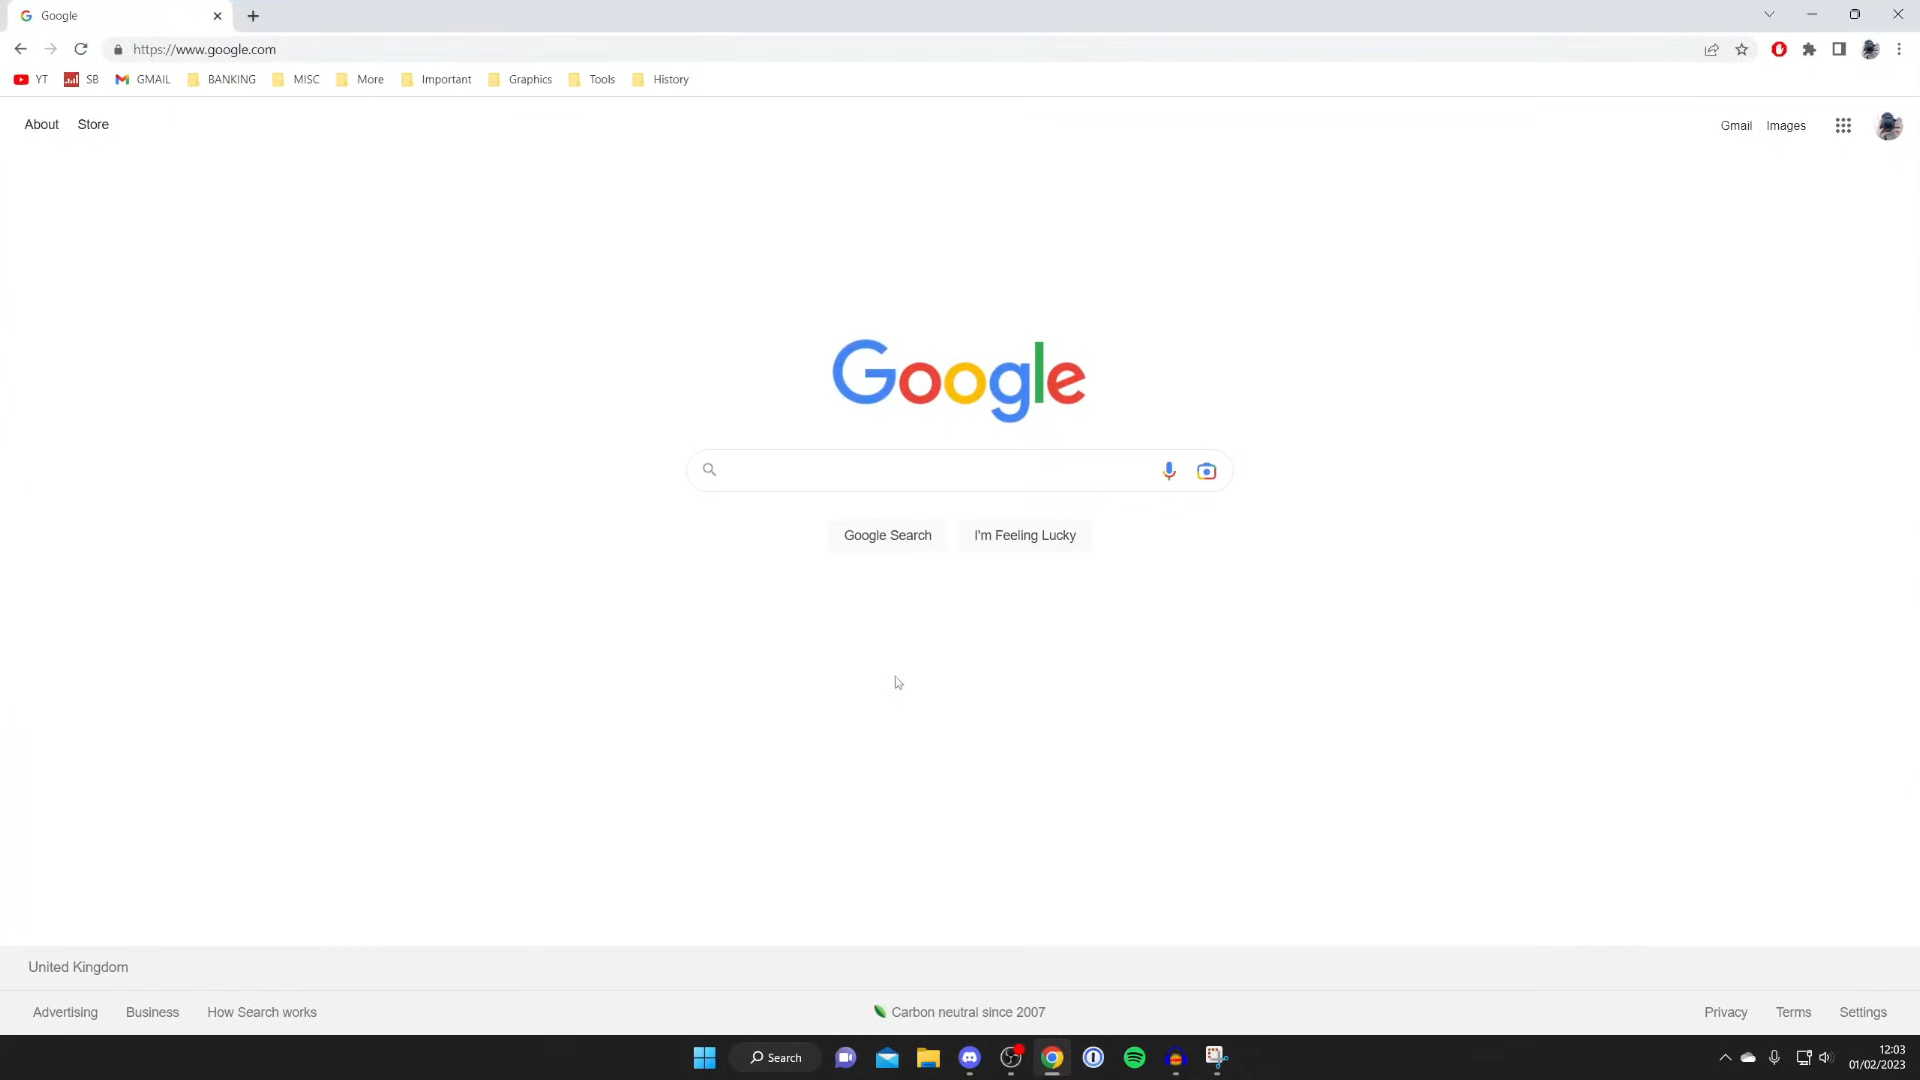 Google
https://www.google.com
YT SB GMAIL BANKING MISC More Important Graphics Tools History
About Store Gmail Images
Google
Google Search I'm Feeling Lucky
United Kingdom
Advertising Business How Search works Carbon neutral since 2007 Privacy Terms Settings
Search 12:03
01/02/2023